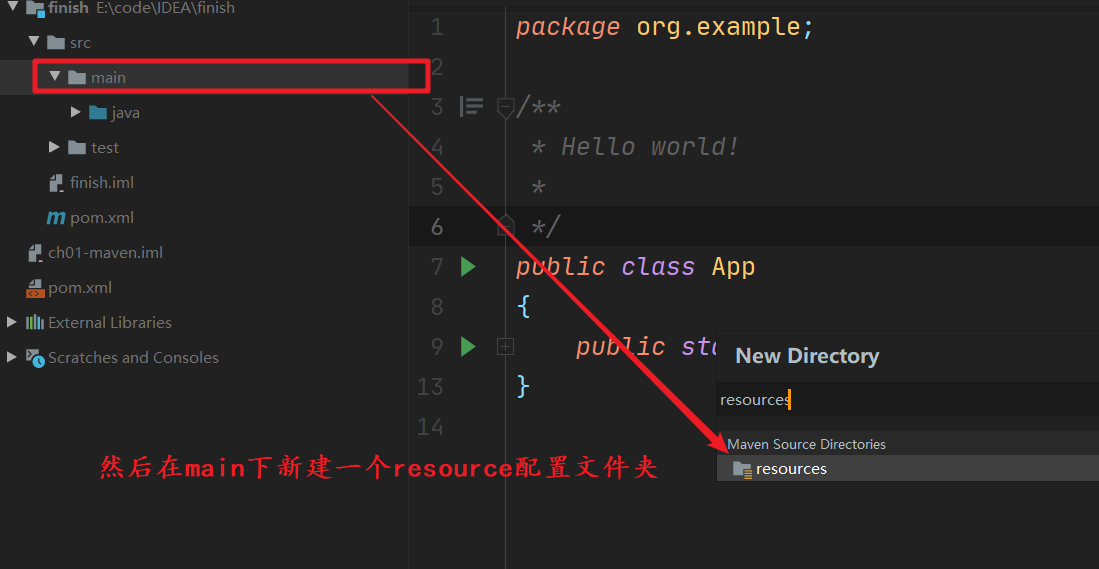 finish E:\code\IDEA\finish
src
main
java
test
finish.iml
m pom.xml
ch01-maven.iml
<> pom.xml
External Libraries
Scratches and Consoles
1 package org.example;
2
3 /**
4 * Hello world!
5 *
6 */
7 public class App
8 {
9 public sta
13 }
14
New Directory
resources
Maven Source Directories
resources
然后在main下新建一个resource配置文件夹